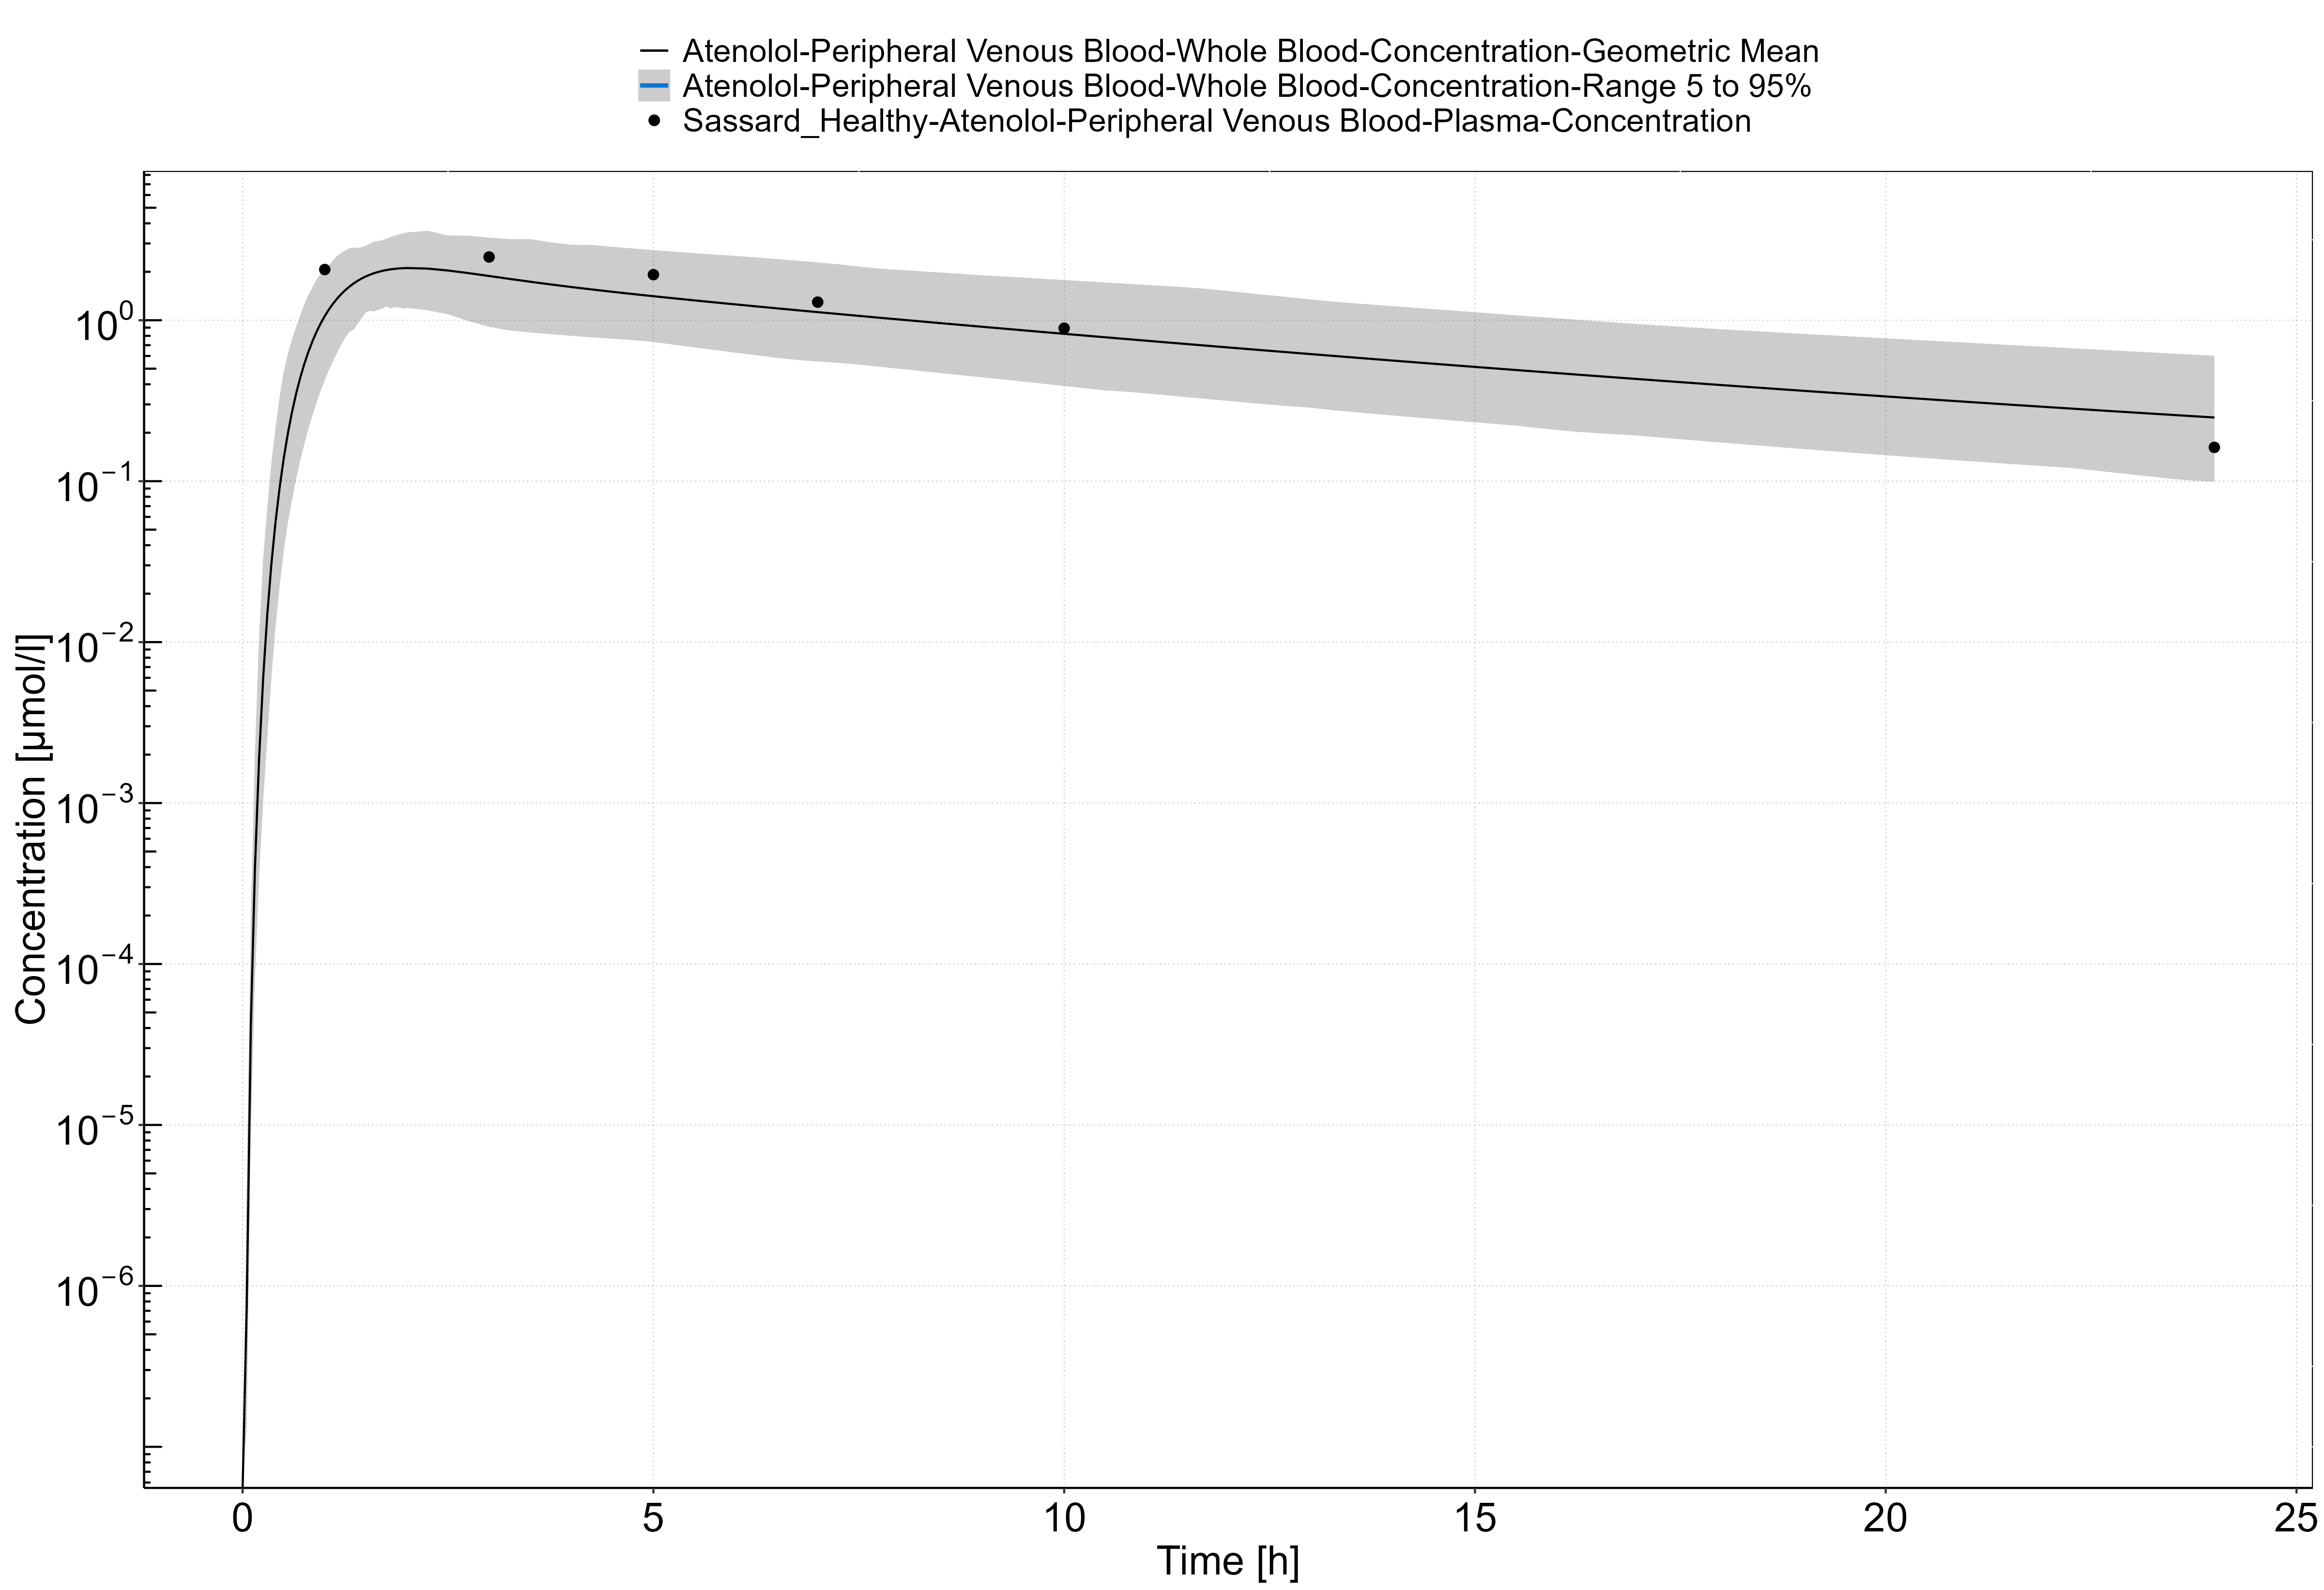 Atenolol-Peripheral Venous Blood-Whole Blood-Concentration-Geometric Mean
Atenolol-Peripheral Venous Blood-Whole Blood-Concentration-Range 5 to 95%
Sassard_Healthy-Atenolol-Peripheral Venous Blood-Plasma-Concentration
Concentration [µmol/l]
10⁰
10⁻¹
10⁻²
10⁻³
10⁻⁴
10⁻⁵
10⁻⁶
0 5 10 15 20 25
Time [h]